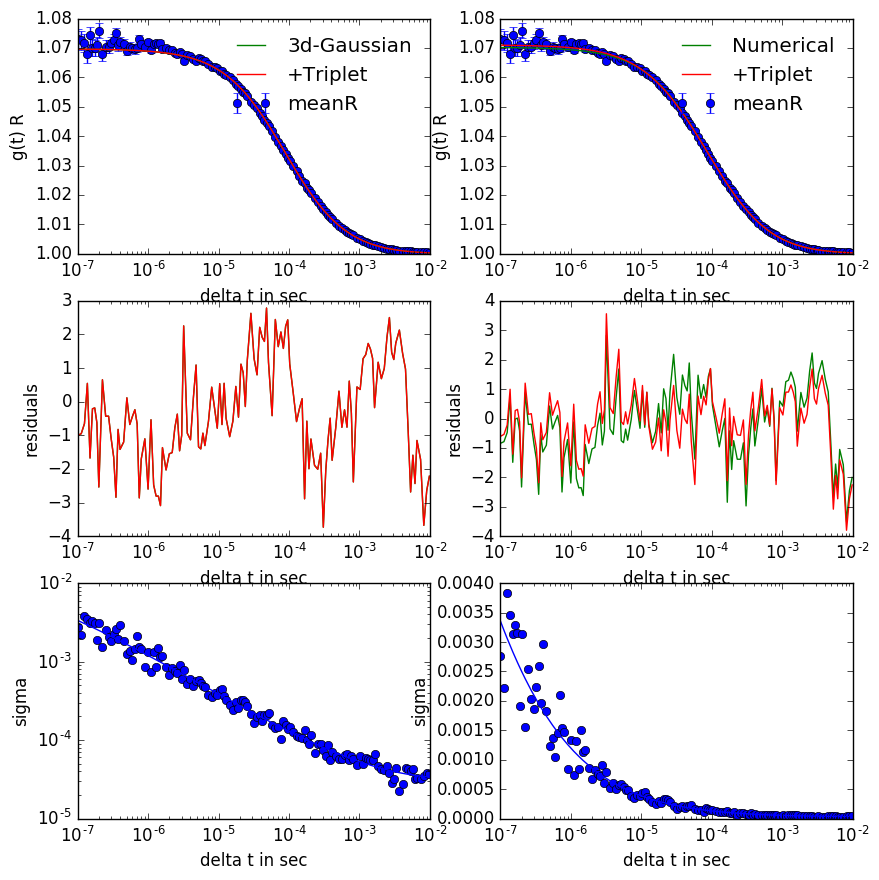 1.08
1.07
1.06
1.05
1.04
1.03
1.02
1.01
1.00
g(t) R
3d-Gaussian
+Triplet
meanR
10^-7 10^-6 10^-5 10^-4 10^-3 10^-2
delta t in sec
1.08
1.07
1.06
1.05
1.04
1.03
1.02
1.01
1.00
g(t) R
Numerical
+Triplet
meanR
10^-7 10^-6 10^-5 10^-4 10^-3 10^-2
delta t in sec
3
2
1
0
−1
−2
−3
−4
residuals
10^-7 10^-6 10^-5 10^-4 10^-3 10^-2
delta t in sec
4
3
2
1
0
−1
−2
−3
−4
residuals
10^-7 10^-6 10^-5 10^-4 10^-3 10^-2
delta t in sec
10^-2
10^-3
10^-4
10^-5
sigma
10^-7 10^-6 10^-5 10^-4 10^-3 10^-2
delta t in sec
0.0040
0.0035
0.0030
0.0025
0.0020
0.0015
0.0010
0.0005
0.0000
sigma
10^-7 10^-6 10^-5 10^-4 10^-3 10^-2
delta t in sec